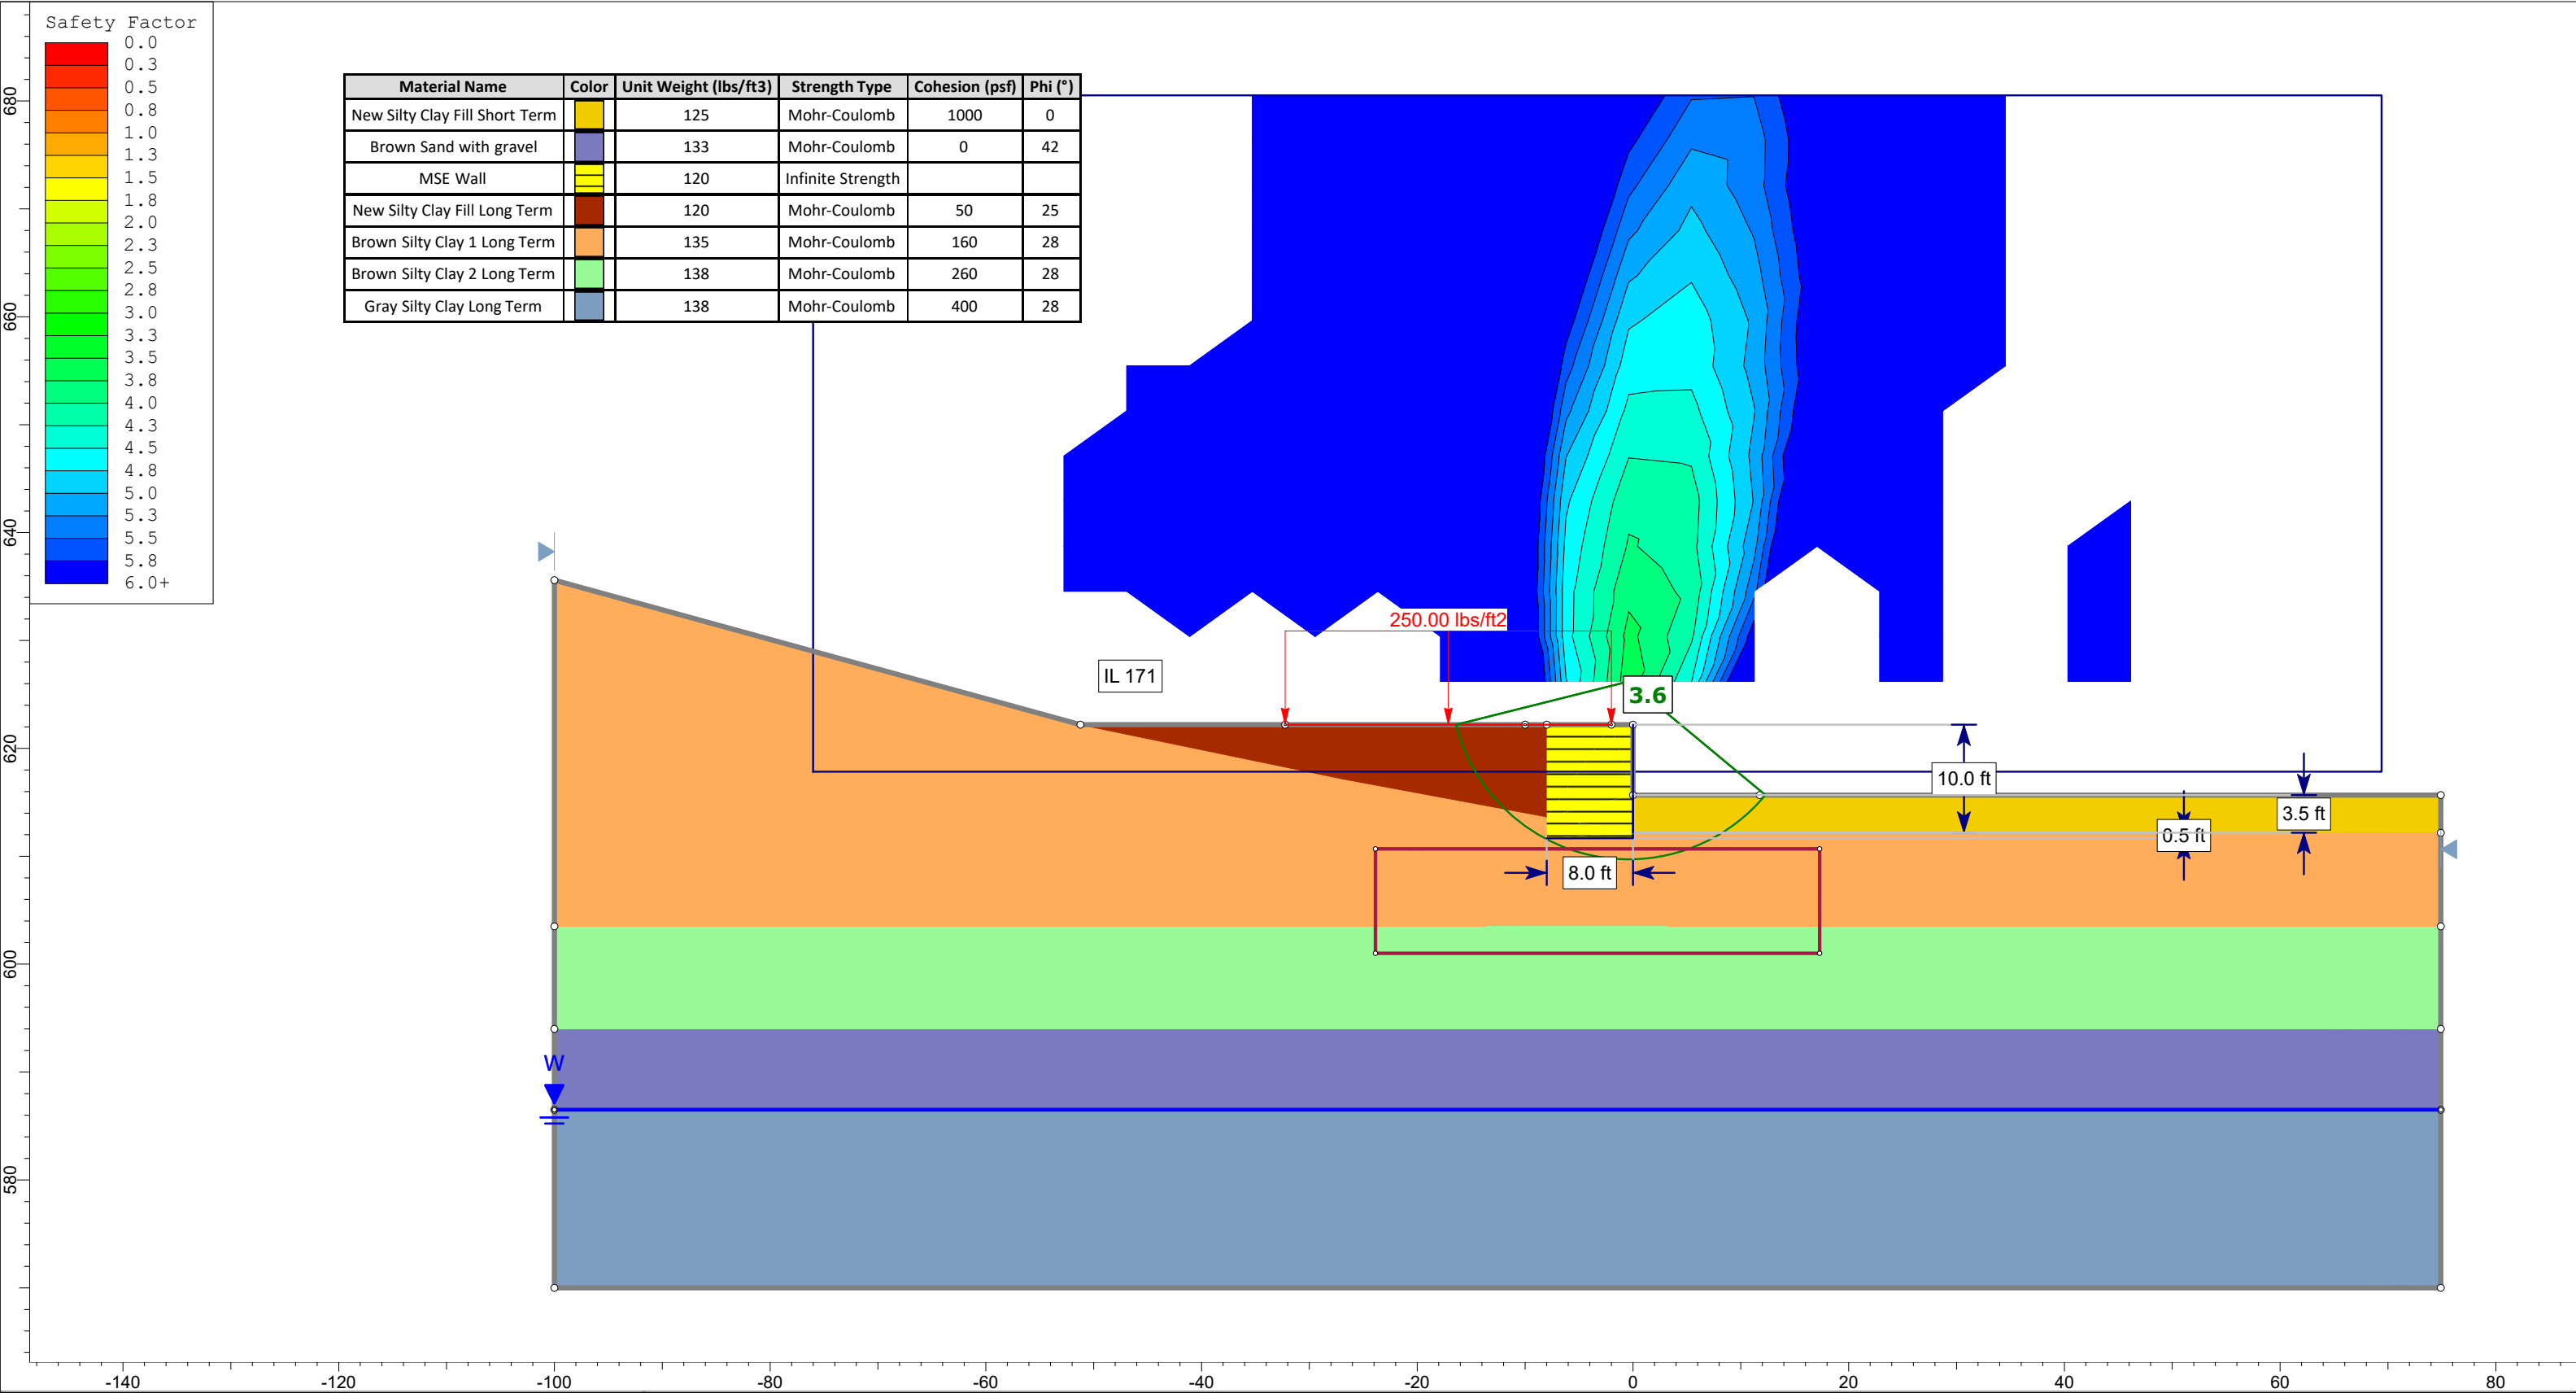 Safety Factor
0.0
0.3
0.5
0.8
1.0
1.3
1.5
1.8
2.0
2.3
2.5
2.8
3.0
3.3
3.5
3.8
4.0
4.3
4.5
4.8
5.0
5.3
5.5
5.8
6.0+
Material Name Color Unit Weight (lbs/ft3) Strength Type Cohesion (psf) Phi (°)
New Silty Clay Fill Short Term 125 Mohr-Coulomb 1000 0
Brown Sand with gravel 133 Mohr-Coulomb 0 42
MSE Wall 120 Infinite Strength
New Silty Clay Fill Long Term 120 Mohr-Coulomb 50 25
Brown Silty Clay 1 Long Term 135 Mohr-Coulomb 160 28
Brown Silty Clay 2 Long Term 138 Mohr-Coulomb 260 28
Gray Silty Clay Long Term 138 Mohr-Coulomb 400 28
680
660
640
620
600
580
250.00 lbs/ft2
IL 171
3.6
10.0 ft
3.5 ft
0.5 ft
8.0 ft
W
-140 -120 -100 -80 -60 -40 -20 0 20 40 60 80